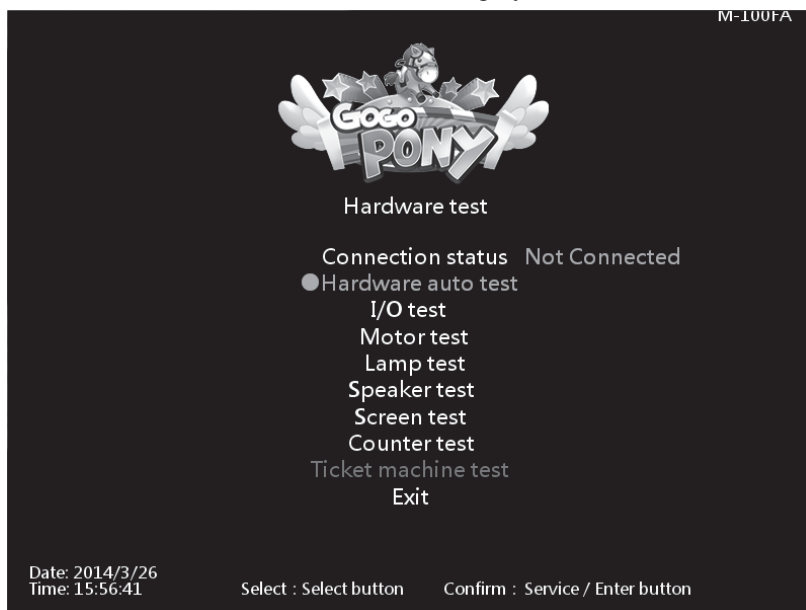 M-100FA
GOGO
PONY
Hardware test
Connection status Not Connected
Hardware auto test
I/O test
Motor test
Lamp test
Speaker test
Screen test
Counter test
Ticket machine test
Exit
Date: 2014/3/26
Time: 15:56:41 Select : Select button Confirm : Service / Enter button